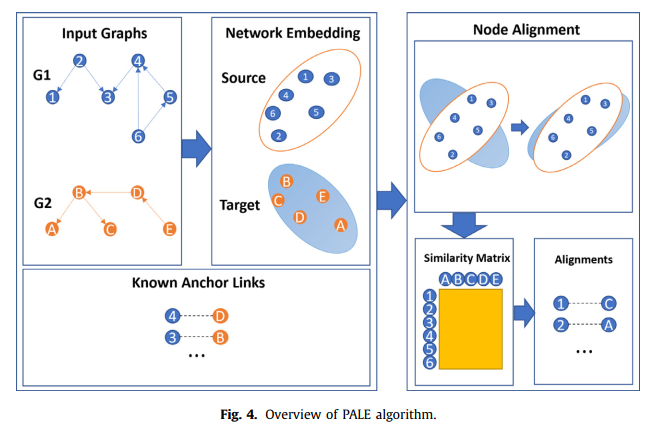 Input Graphs
G1
2
4
1
3
5
6
G2
B
D
A
C
E
Network Embedding
Source
1
3
4
6
5
2
Target
B
C
E
D
A
Known Anchor Links
4 D
3 B
...
Node Alignment
1
3
4
6
5
2
1
3
4
6
5
2
Similarity Matrix
A B C D E
1
2
3
4
5
6
Alignments
1 C
2 A
...
Fig. 4. Overview of PALE algorithm.